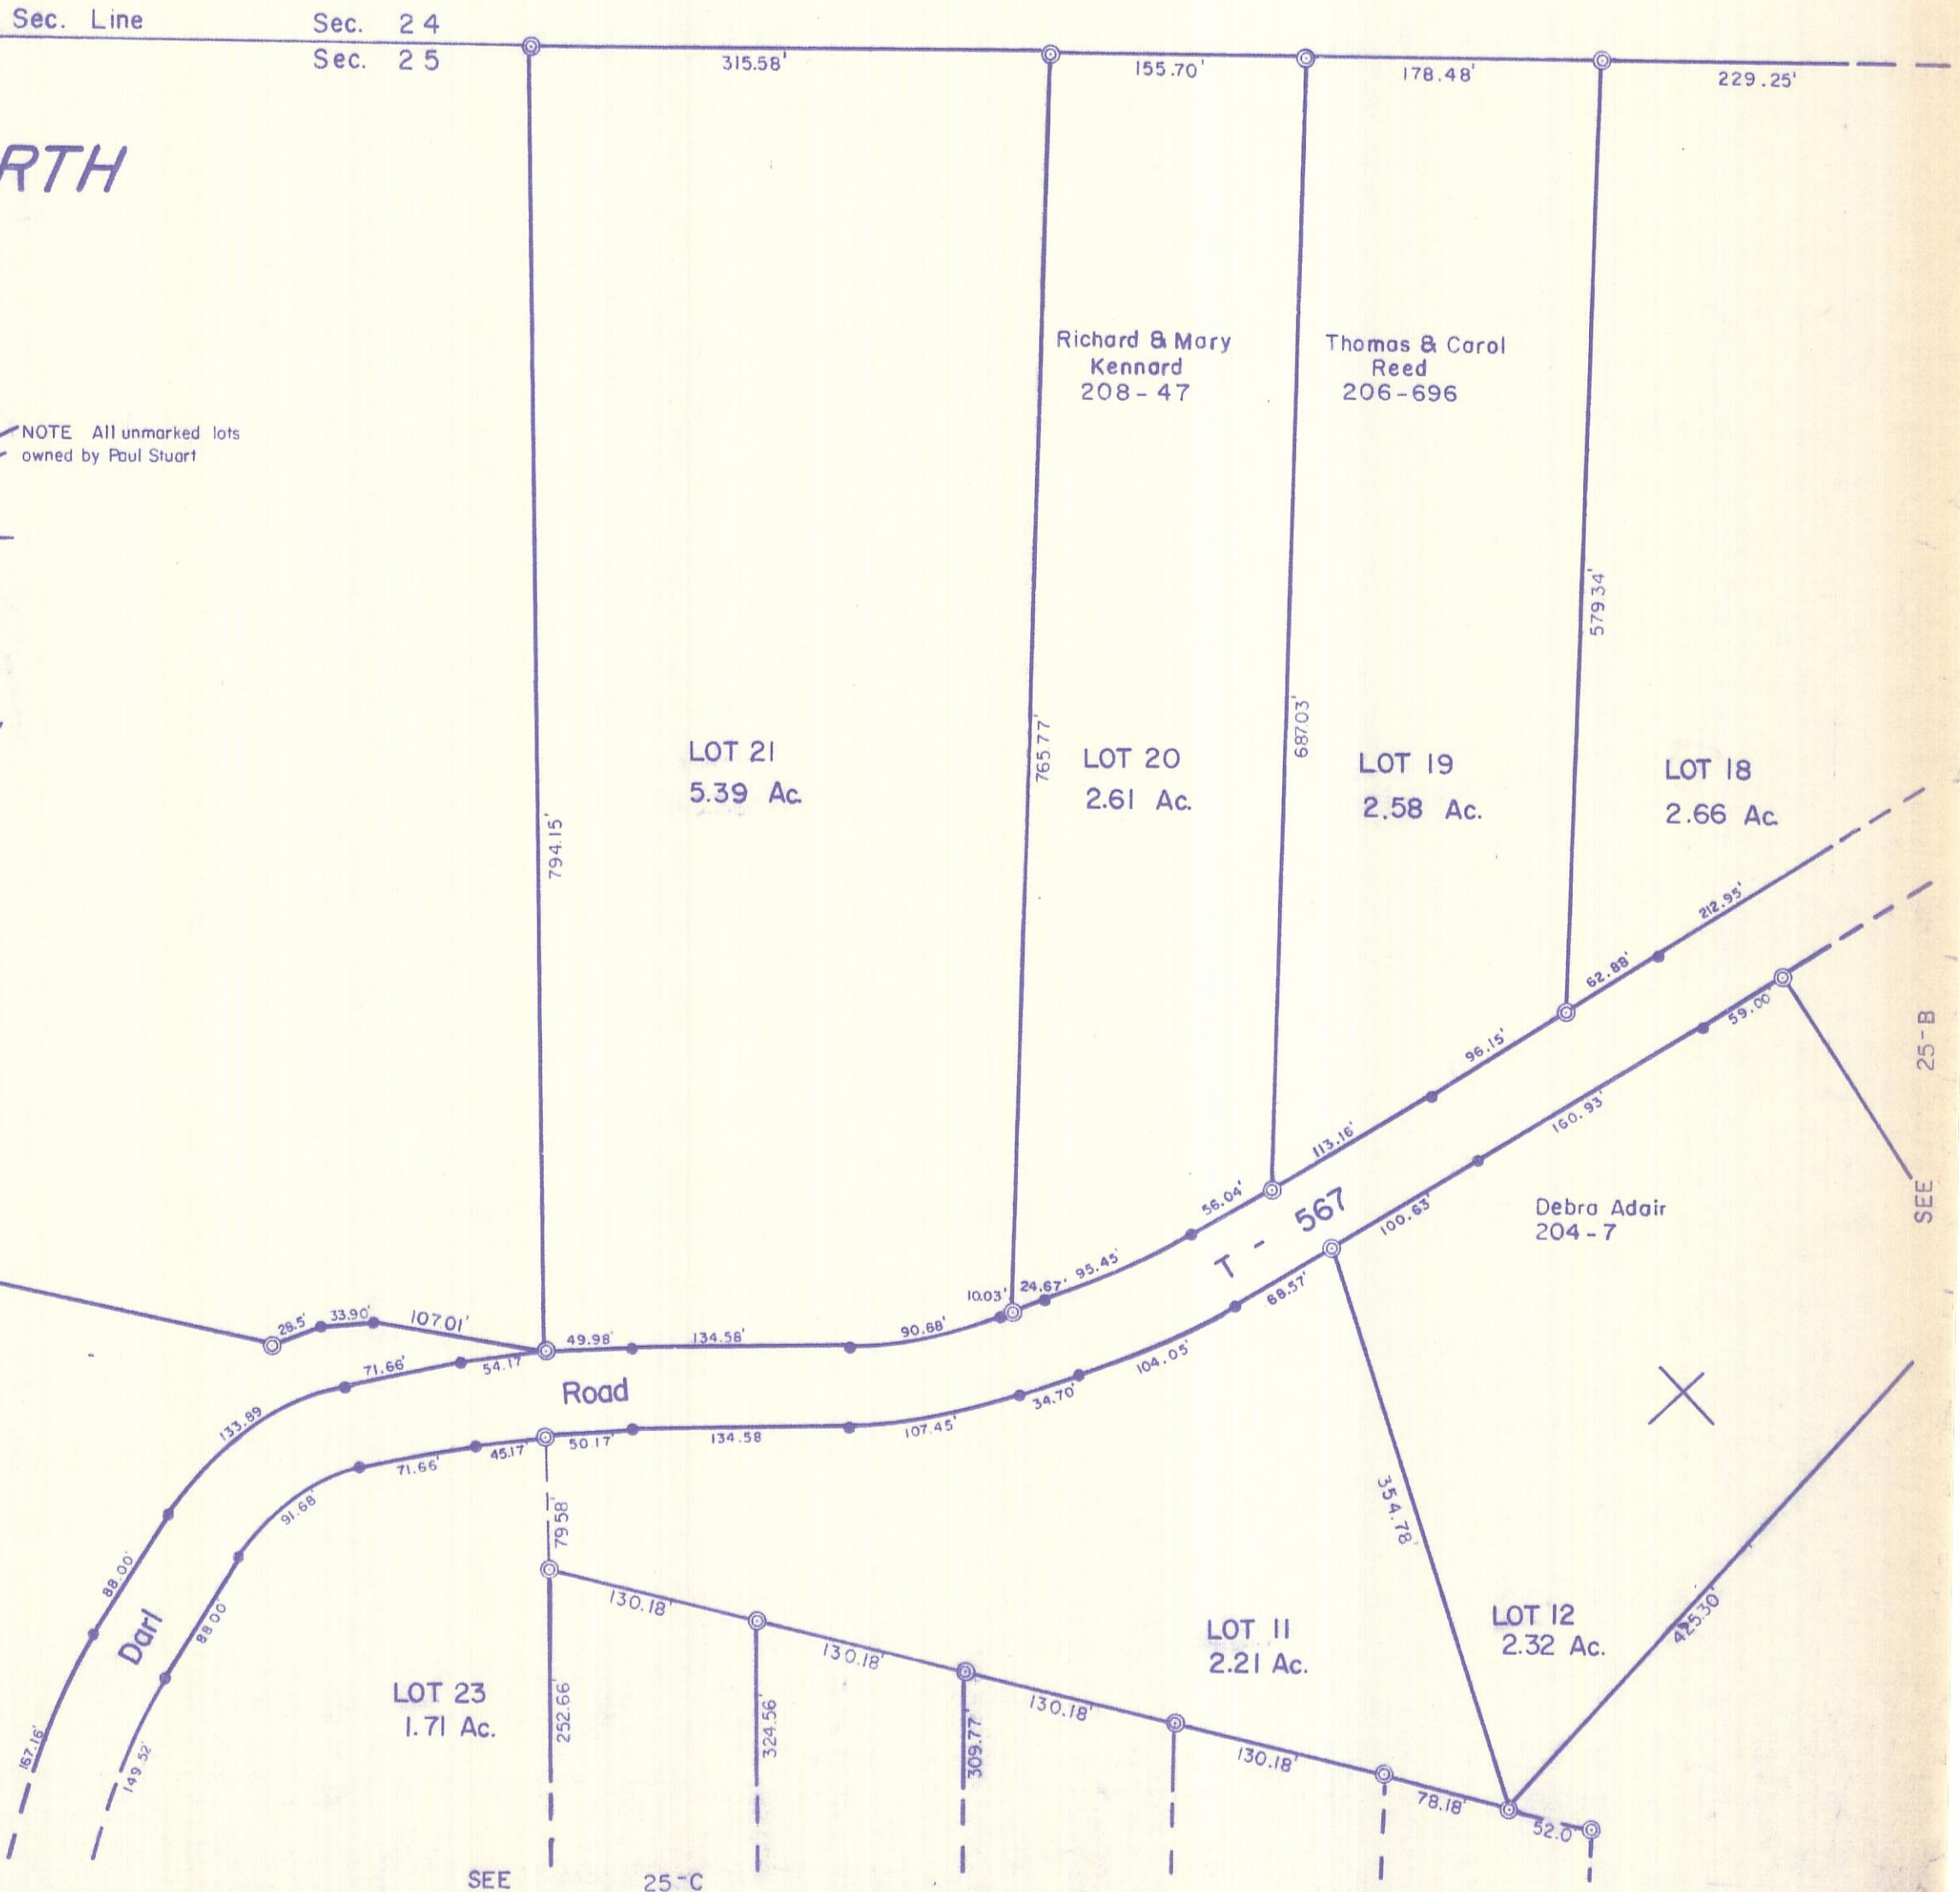 Sec. Line
Sec. 24
Sec. 25
315.58'
155.70'
178.48'
229.25'
RTH
Richard & Mary
Kennard
208-47
Thomas & Carol
Reed
206-696
NOTE All unmarked lots
owned by Paul Stuart
579.34'
687.03'
765.77'
794.15'
LOT 21
5.39 Ac.
LOT 20
2.61 Ac.
LOT 19
2.58 Ac.
LOT 18
2.66 Ac.
212.95'
62.88'
96.15'
113.16'
56.04'
95.45'
24.67'
10.03'
90.68'
134.58'
49.98'
107.01'
33.90'
28.5'
59.00'
160.93'
100.63'
68.57'
104.05'
34.70'
107.45'
134.58
50.17'
45.17'
71.66'
91.68'
88.00'
149.52'
54.17'
71.66'
133.89
88.00'
167.16'
T - 567
Road
Darl
SEE 25-B
Debra Adair
204-7
79.58'
354.78'
425.30'
130.18'
130.18'
130.18'
130.18'
78.18'
52.0'
LOT 11
2.21 Ac.
LOT 12
2.32 Ac.
LOT 23
1.71 Ac.
252.66'
324.56'
309.77'
SEE 25-C